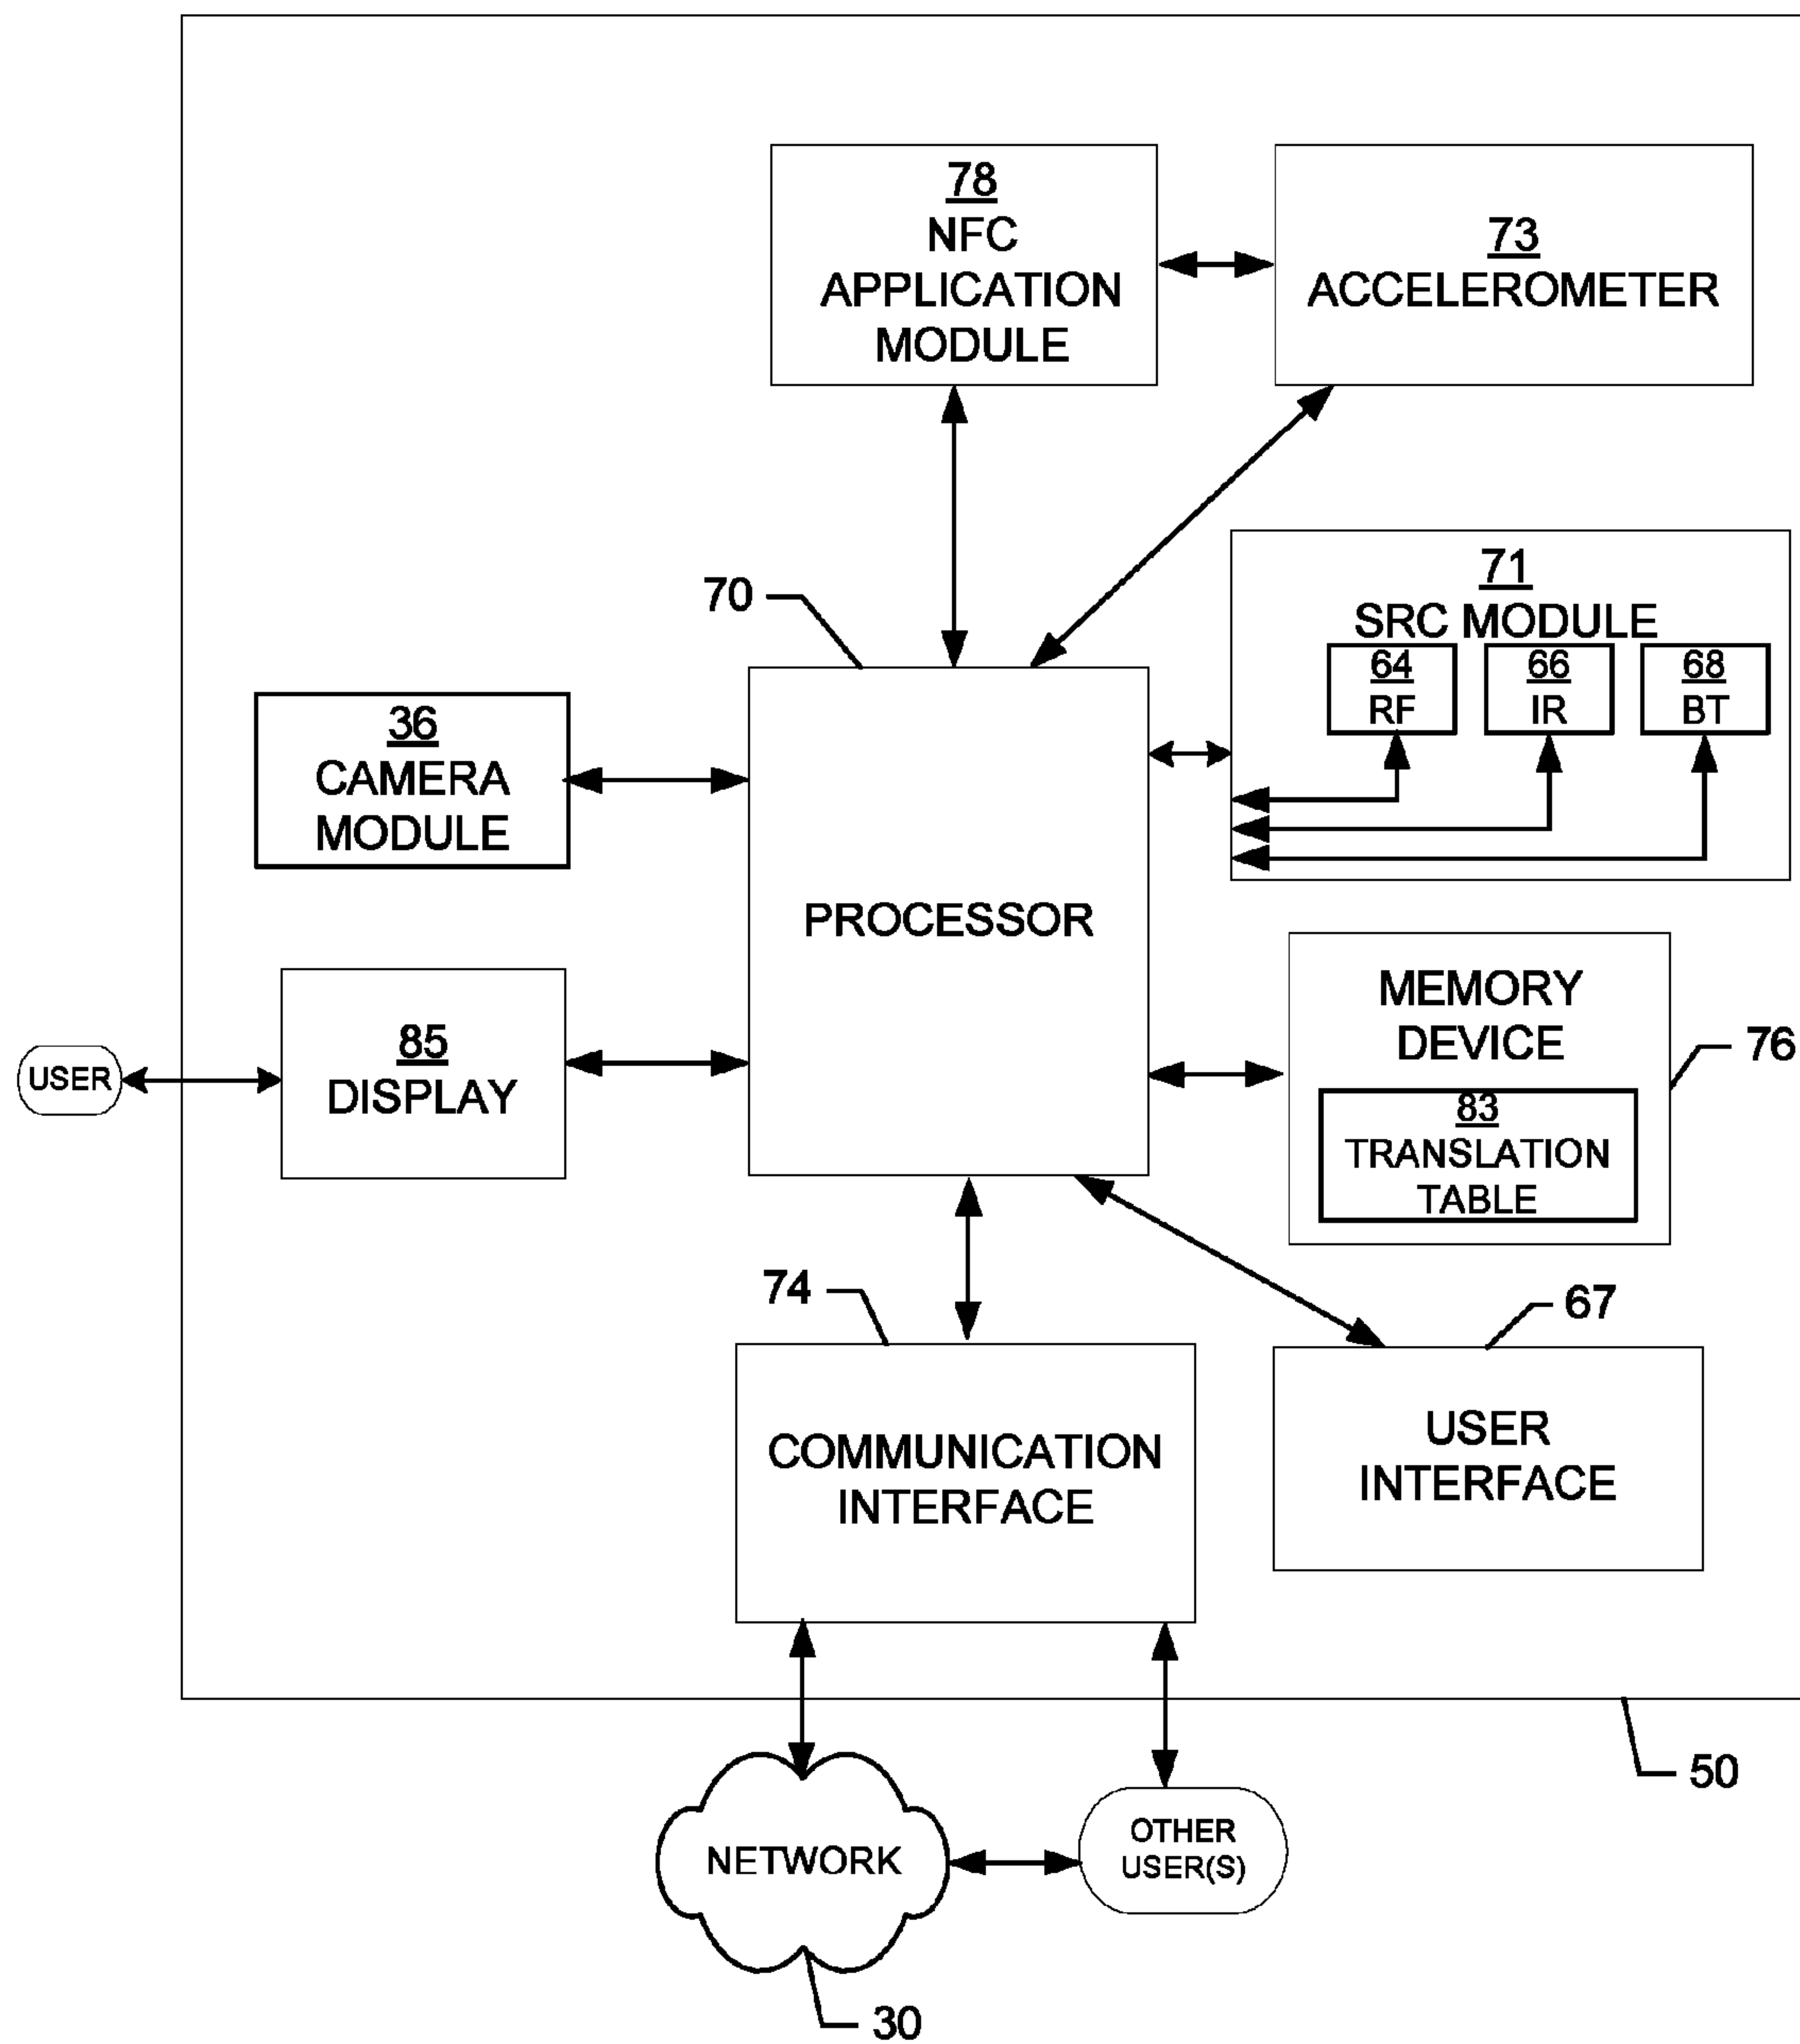 78
NFC
APPLICATION
MODULE
73
ACCELEROMETER
70
71
SRC MODULE
64
RF
66
IR
68
BT
36
CAMERA
MODULE
PROCESSOR
MEMORY
DEVICE
76
83
TRANSLATION
TABLE
USER
85
DISPLAY
74
67
COMMUNICATION
INTERFACE
USER
INTERFACE
50
NETWORK
OTHER
USER(S)
30